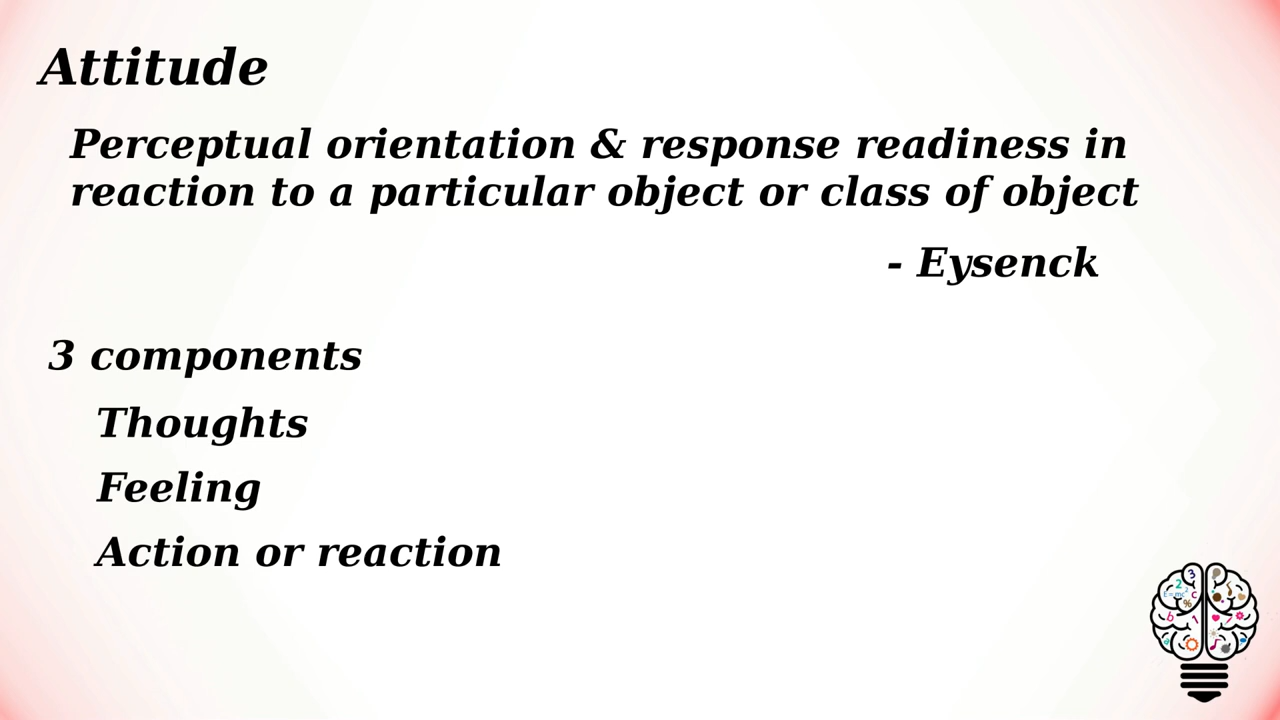 Attitude
Perceptual orientation & response readiness in
reaction to a particular object or class of object
- Eysenck
3 components
Thoughts
Feeling
Action or reaction